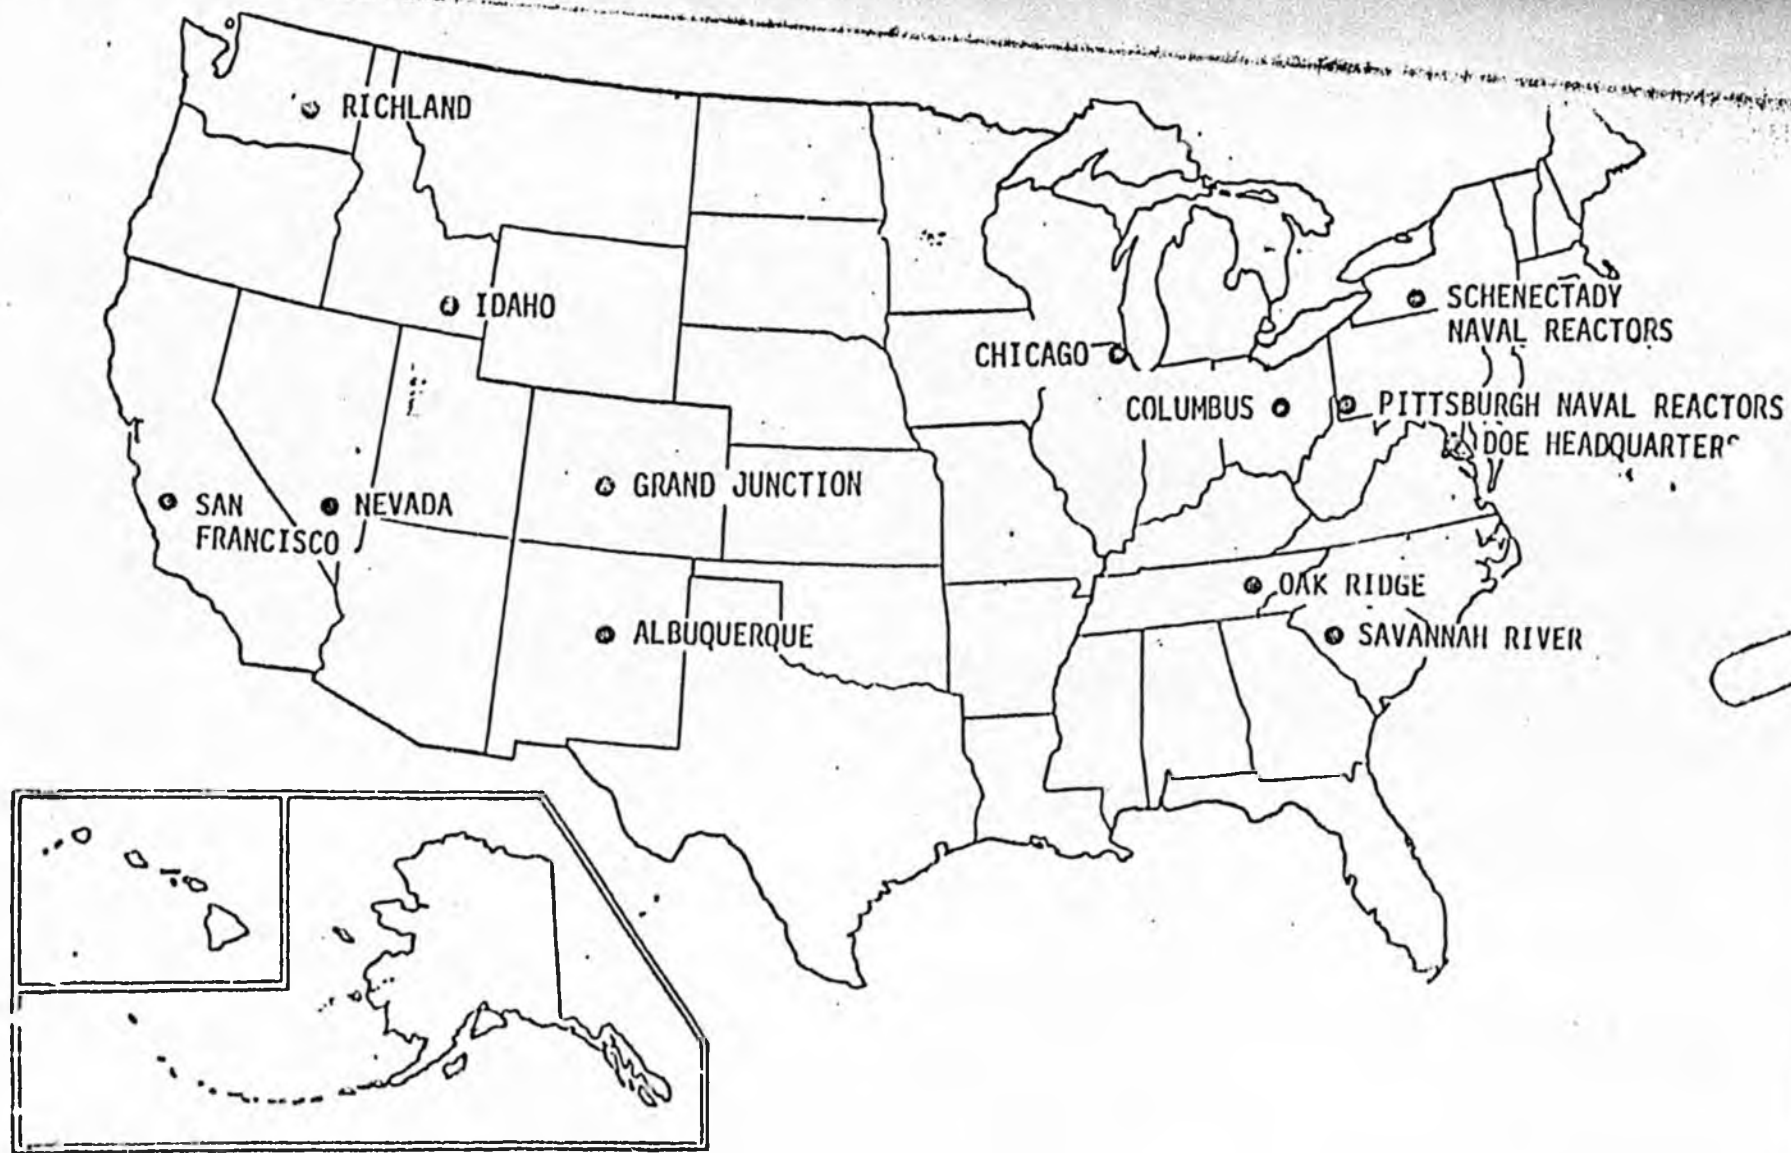 RICHLAND
IDAHO
SCHENECTADY
NAVAL REACTORS
CHICAGO
COLUMBUS
PITTSBURGH NAVAL REACTORS
DOE HEADQUARTERS
GRAND JUNCTION
SAN
FRANCISCO
NEVADA
OAK RIDGE
ALBUQUERQUE
SAVANNAH RIVER